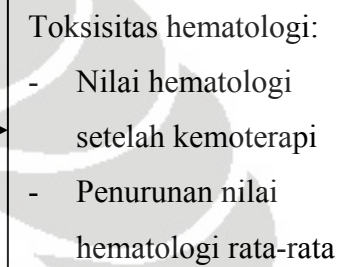 Toksisitas hematologi:
- Nilai hematologi
setelah kemoterapi
- Penurunan nilai
hematologi rata-rata